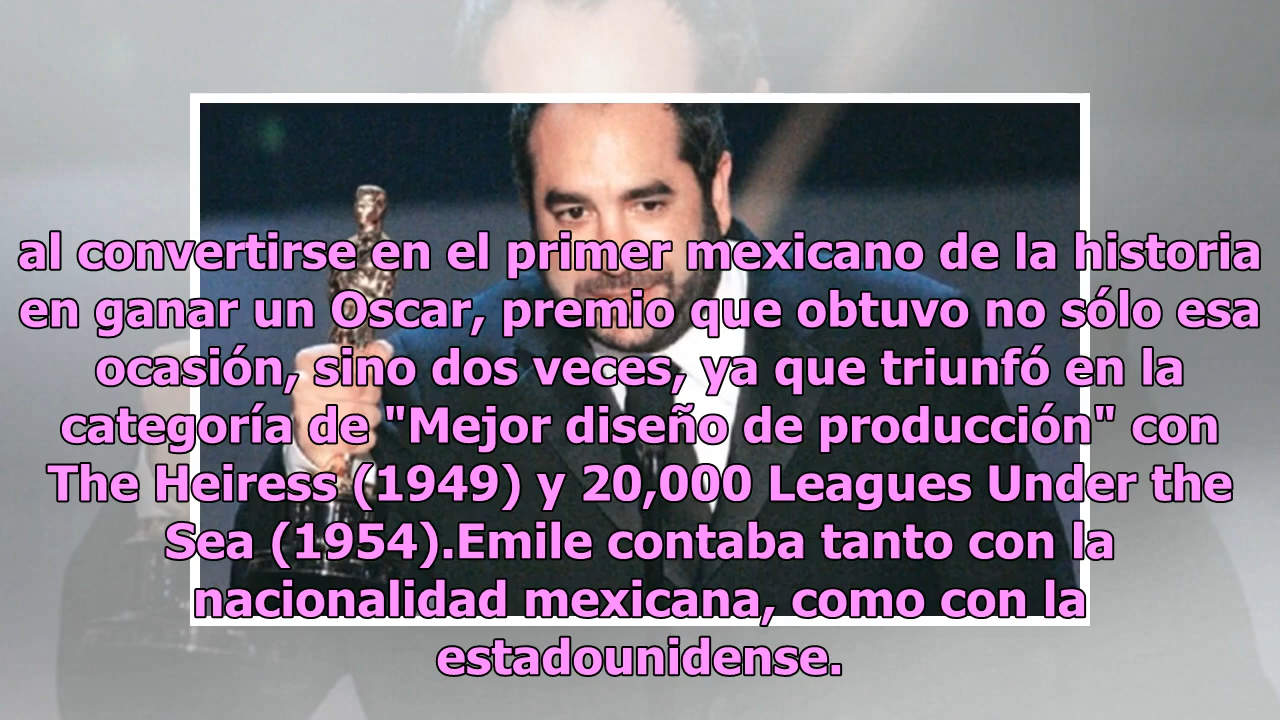 al convertirse en el primer mexicano de la historia
en ganar un Oscar, premio que obtuvo no sólo esa
ocasión, sino dos veces, ya que triunfó en la
categoría de "Mejor diseño de producción" con
The Heiress (1949) y 20,000 Leagues Under the
Sea (1954).Emile contaba tanto con la
nacionalidad mexicana, como con la
estadounidense.